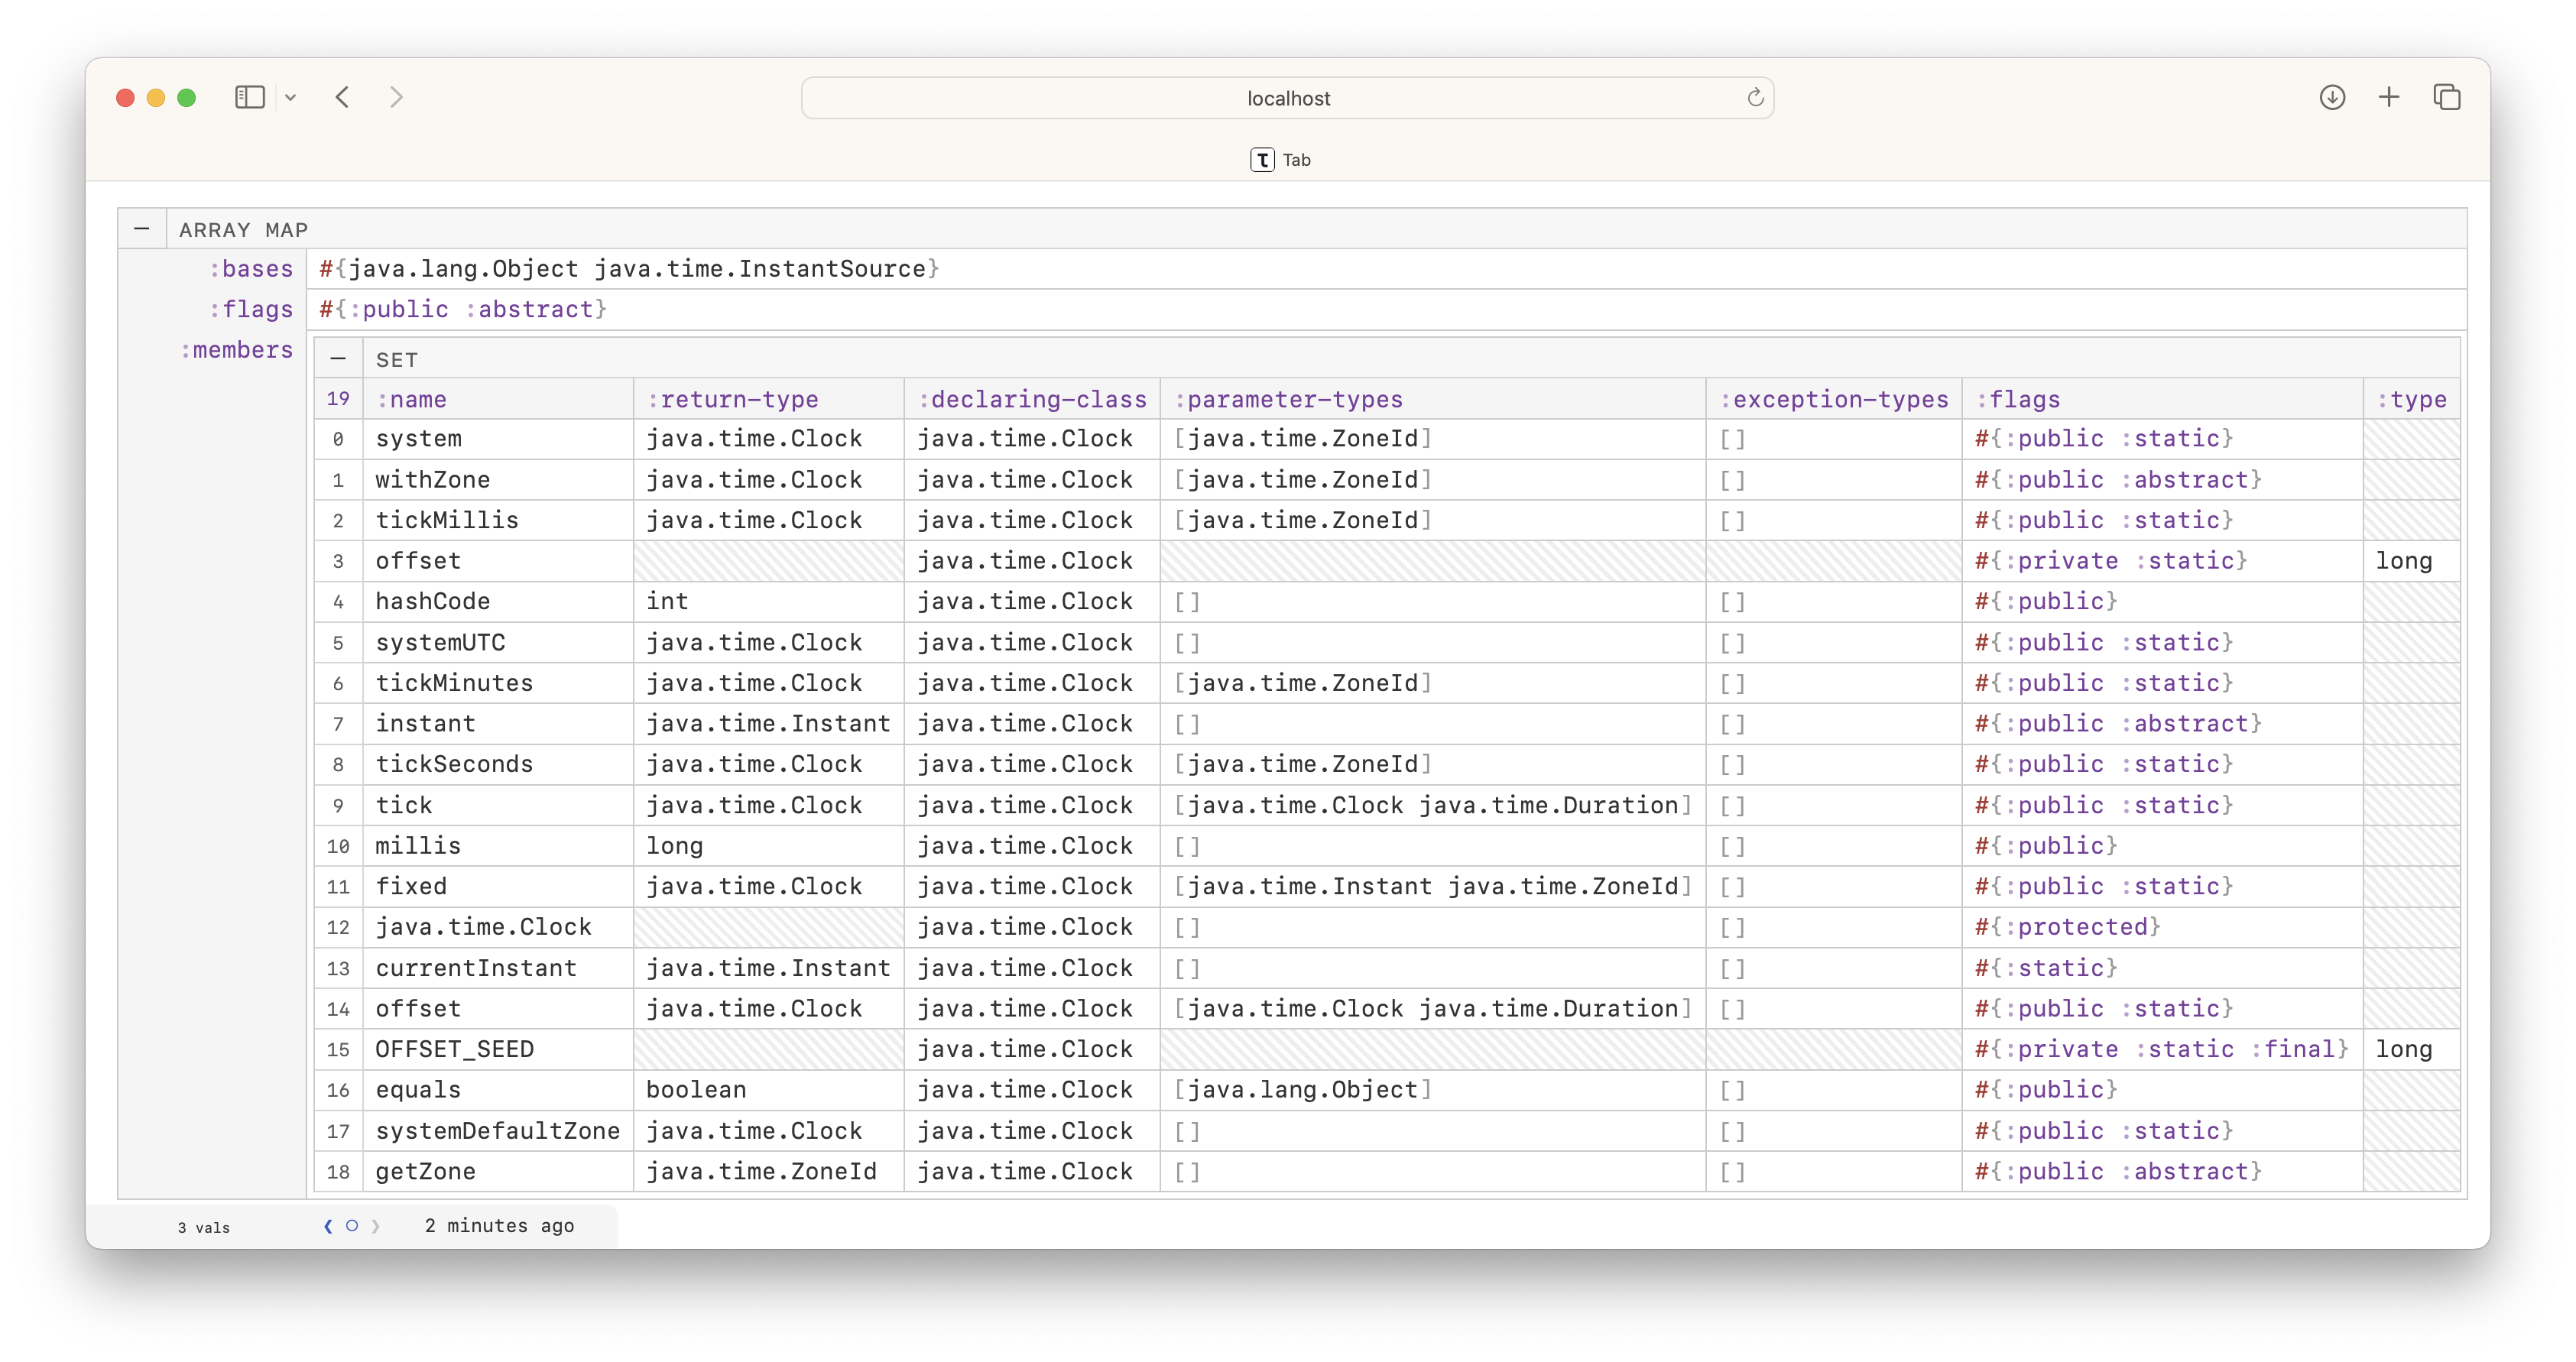 localhost
Tab
— ARRAY MAP
:bases #{java.lang.Object java.time.InstantSource}
:flags #{:public :abstract}
:members
— SET
19 :name :return-type :declaring-class :parameter-types :exception-types :flags :type
0 system java.time.Clock java.time.Clock [java.time.ZoneId] [] #{:public :static}
1 withZone java.time.Clock java.time.Clock [java.time.ZoneId] [] #{:public :abstract}
2 tickMillis java.time.Clock java.time.Clock [java.time.ZoneId] [] #{:public :static}
3 offset java.time.Clock #{:private :static} long
4 hashCode int java.time.Clock [] [] #{:public}
5 systemUTC java.time.Clock java.time.Clock [] [] #{:public :static}
6 tickMinutes java.time.Clock java.time.Clock [java.time.ZoneId] [] #{:public :static}
7 instant java.time.Instant java.time.Clock [] [] #{:public :abstract}
8 tickSeconds java.time.Clock java.time.Clock [java.time.ZoneId] [] #{:public :static}
9 tick java.time.Clock java.time.Clock [java.time.Clock java.time.Duration] [] #{:public :static}
10 millis long java.time.Clock [] [] #{:public}
11 fixed java.time.Clock java.time.Clock [java.time.Instant java.time.ZoneId] [] #{:public :static}
12 java.time.Clock java.time.Clock [] [] #{:protected}
13 currentInstant java.time.Instant java.time.Clock [] [] #{:static}
14 offset java.time.Clock java.time.Clock [java.time.Clock java.time.Duration] [] #{:public :static}
15 OFFSET_SEED java.time.Clock #{:private :static :final} long
16 equals boolean java.time.Clock [java.lang.Object] [] #{:public}
17 systemDefaultZone java.time.Clock java.time.Clock [] [] #{:public :static}
18 getZone java.time.ZoneId java.time.Clock [] [] #{:public :abstract}
3 vals ❮ ○ ❯ 2 minutes ago